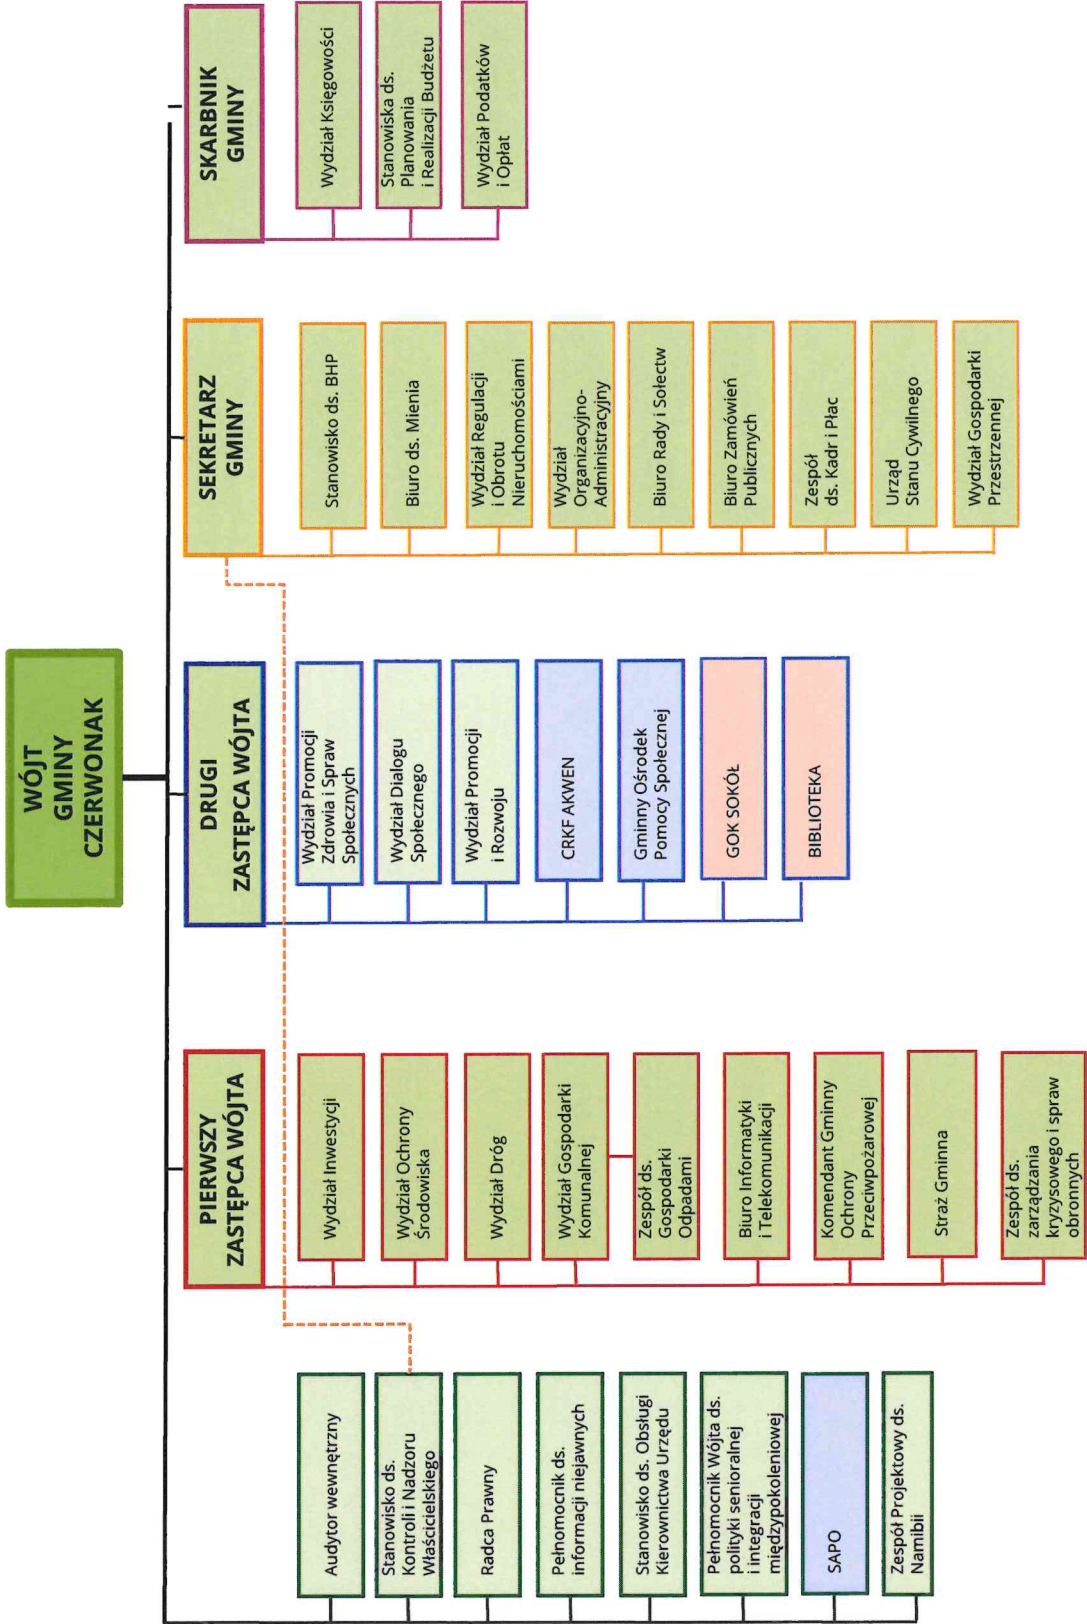 WÓJT
GMINY
CZERWONAK
PIERWSZY
ZASTĘPCA WÓJTA
DRUGI
ZASTĘPCA WÓJTA
SEKRETARZ
GMINY
SKARBNIK
GMINY
Audytor wewnętrzny
Stanowisko ds.
Kontroli i Nadzoru
Właścicielskiego
Radca Prawny
Pełnomocnik ds.
informacji niejawnych
Stanowisko ds. Obsługi
Kierownictwa Urzędu
Pełnomocnik Wójta ds.
polityki senioralnej
i integracji
międzypokoleniowej
SAPO
Zespół Projektowy ds.
Namibii
Wydział Inwestycji
Wydział Ochrony
Środowiska
Wydział Dróg
Wydział Gospodarki
Komunalnej
Zespół ds.
Gospodarki
Odpadami
Biuro Informatyki
i Telekomunikacji
Komendant Gminny
Ochrony
Przeciwpożarowej
Straż Gminna
Zespół ds.
zarządzania
kryzysowego i spraw
obronnych
Wydział Promocji
Zdrowia i Spraw
Społecznych
Wydział Dialogu
Społecznego
Wydział Promocji
i Rozwoju
CRKF AKWEN
Gminny Ośrodek
Pomocy Społecznej
GOK SOKÓŁ
BIBLIOTEKA
Stanowisko ds. BHP
Biuro ds. Mienia
Wydział Regulacji
i Obrotu
Nieruchomościami
Wydział
Organizacyjno-
Administracyjny
Biuro Rady i Sołectw
Biuro Zamówień
Publicznych
Zespół
ds. Kadr i Płac
Urząd
Stanu Cywilnego
Wydział Gospodarki
Przestrzennej
Wydział Księgowości
Stanowiska ds.
Planowania
i Realizacji Budżetu
Wydział Podatków
i Opłat